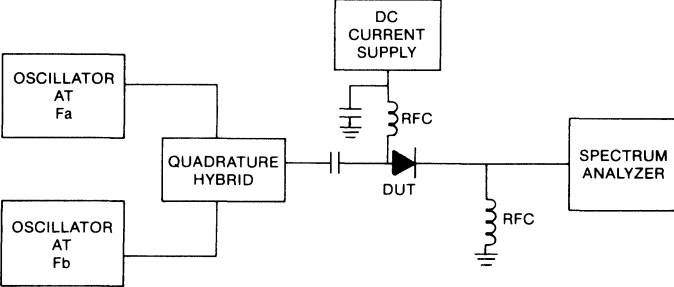 DC
CURRENT
SUPPLY
OSCILLATOR
AT
Fa
RFC
QUADRATURE
HYBRID
DUT
SPECTRUM
ANALYZER
OSCILLATOR
AT
Fb
RFC